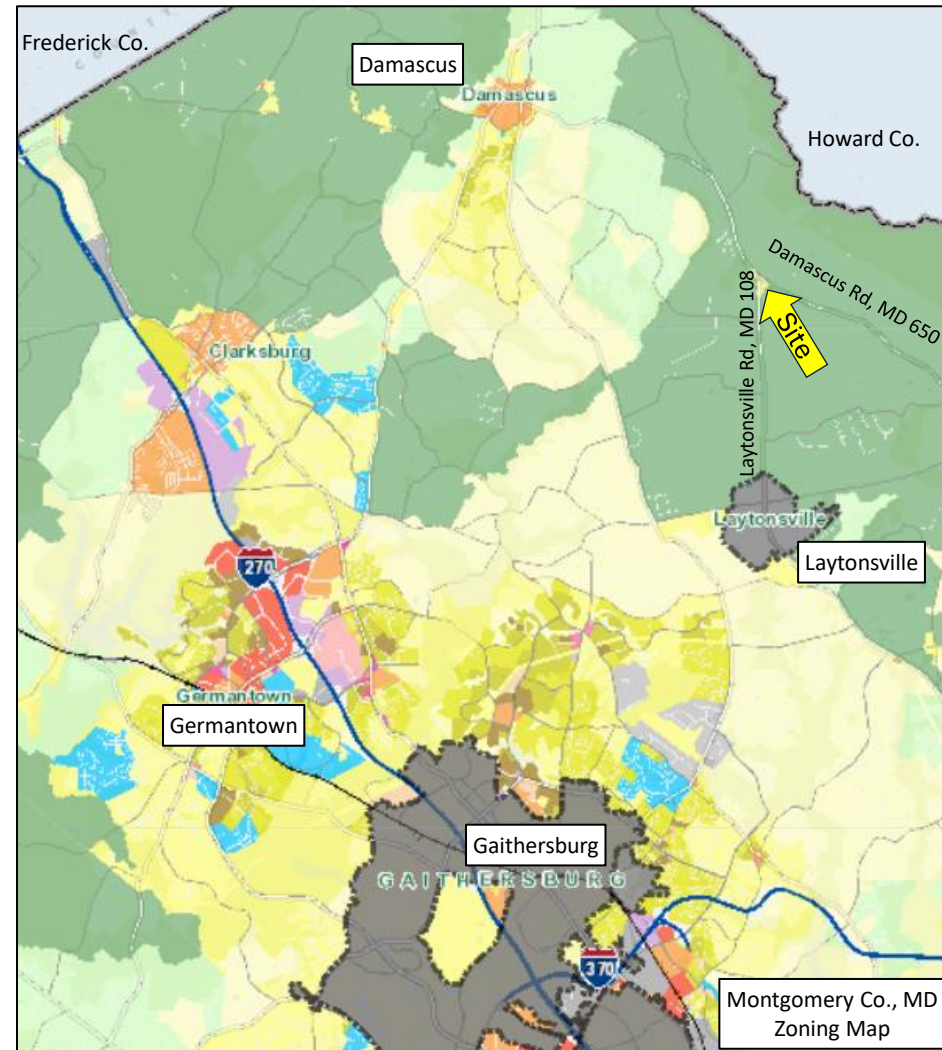 Frederick Co.
COUNTY
Damascus
Damascus
Howard Co.
Damascus Rd, MD 650
Laytonsville Rd, MD 108
Site
Clarksburg
Laytonsville
Laytonsville
270
Germantown
Germantown
Gaithersburg
GAITHERSBURG
370
Montgomery Co., MD
Zoning Map